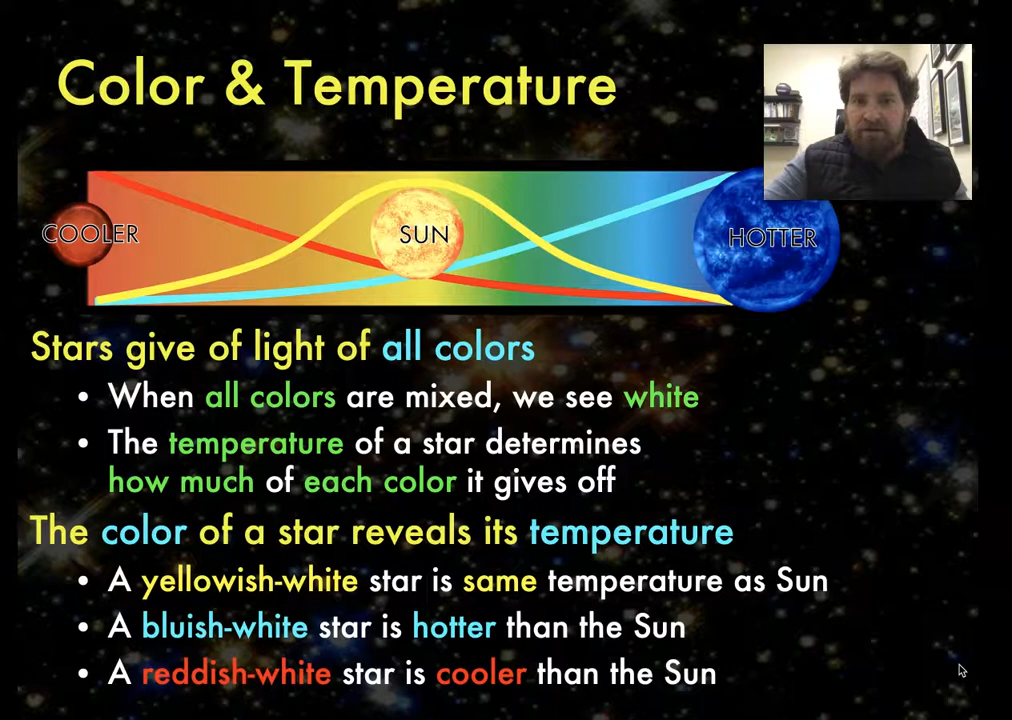 Color & Temperature
COOLER
SUN
HOTTER
Stars give of light of all colors
• When all colors are mixed, we see white
• The temperature of a star determines
how much of each color it gives off
The color of a star reveals its temperature
• A yellowish-white star is same temperature as Sun
• A bluish-white star is hotter than the Sun
• A reddish-white star is cooler than the Sun